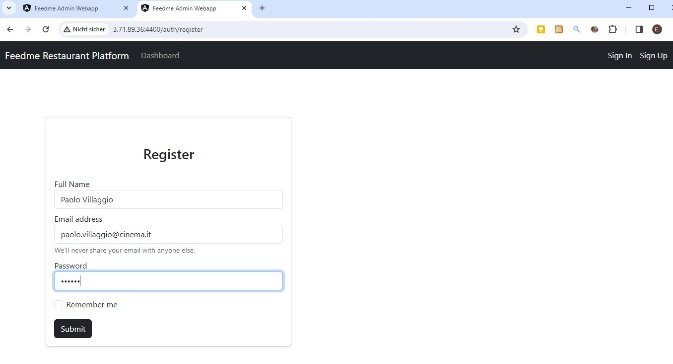 Feedme Admin Webapp
Feedme Admin Webapp
Nicht sicher 3.71.89.36:4400/auth/register
Feedme Restaurant Platform Dashboard Sign In Sign Up
Register
Full Name
Paolo Villaggio
Email address
paolo.villaggio@cinema.it
We'll never share your email with anyone else.
Password
••••••
Remember me
Submit